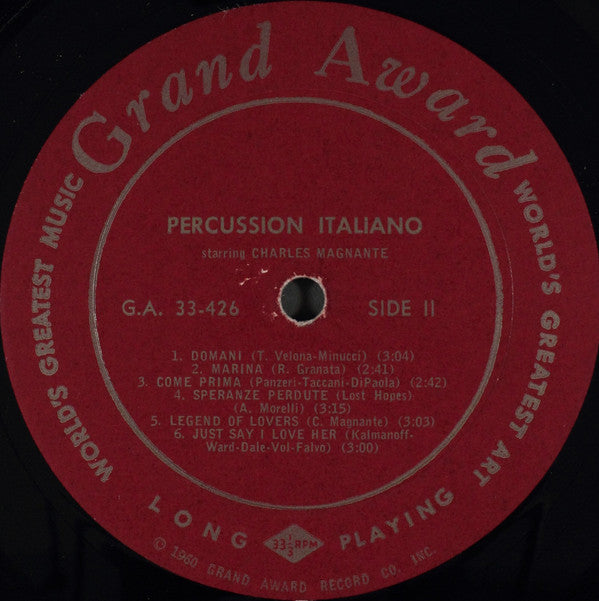 Grand Award
WORLD'S GREATEST MUSIC
WORLD'S GREATEST ART
PERCUSSION ITALIANO
starring CHARLES MAGNANTE
G.A. 33-426 SIDE II
1. DOMANI (T. Velona-Minucci) (3:04)
2. MARINA (R. Granata) (2:41)
3. COME PRIMA (Panzeri-Taccani-DiPaola) (2:42)
4. SPERANZE PERDUTE (Lost Hopes)
(A. Morelli) (3:15)
5. LEGEND OF LOVERS (C. Magnante) (3:03)
6. JUST SAY I LOVE HER (Kalmanoff-
Ward-Dale-Vol-Falvo) (3:00)
LONG 33 1/3 RPM PLAYING
© 1960 GRAND AWARD RECORD CO. INC.